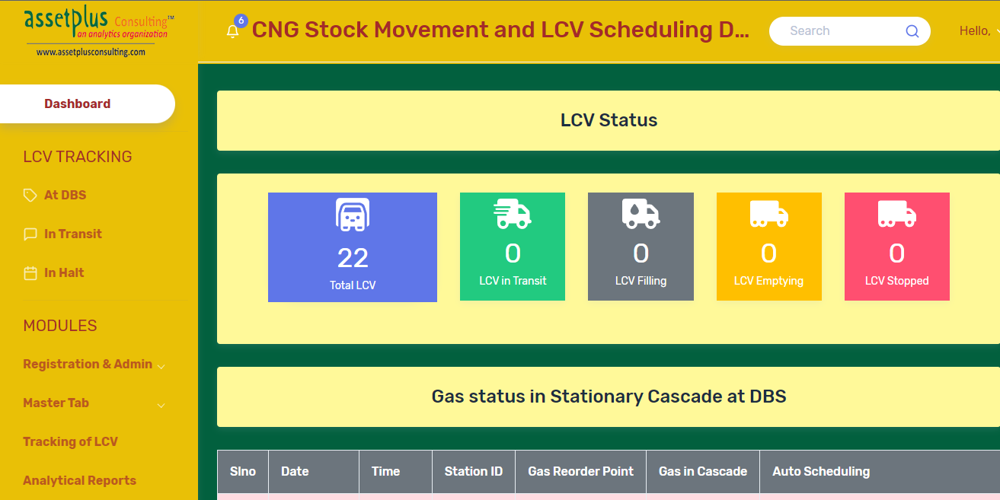 assetplus Consulting™
an analytics organization
www.assetplusconsulting.com
6
CNG Stock Movement and LCV Scheduling D...
Search
Hello,
Dashboard
LCV TRACKING
At DBS
In Transit
In Halt
MODULES
Registration & Admin
Master Tab
Tracking of LCV
Analytical Reports
LCV Status
22
Total LCV
0
LCV in Transit
0
LCV Filling
0
LCV Emptying
0
LCV Stopped
Gas status in Stationary Cascade at DBS
Slno Date Time Station ID Gas Reorder Point Gas in Cascade Auto Scheduling